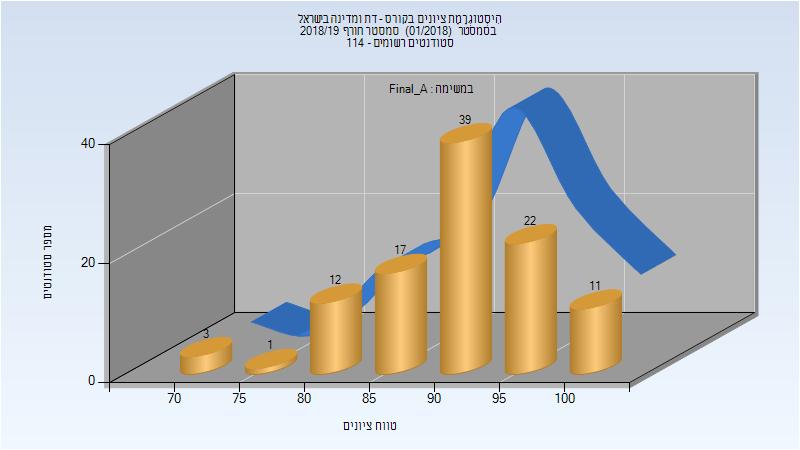 היסטוגרמת ציונים בקורס - דת ומדינה בישראל
בסמסטר (01/2018) סמסטר חורף 2018/19
סטודנטים רשומים - 114
במשימה : Final_A
מספר סטודנטים
40
20
0
3
1
12
17
39
22
11
70
75
80
85
90
95
100
טווח ציונים